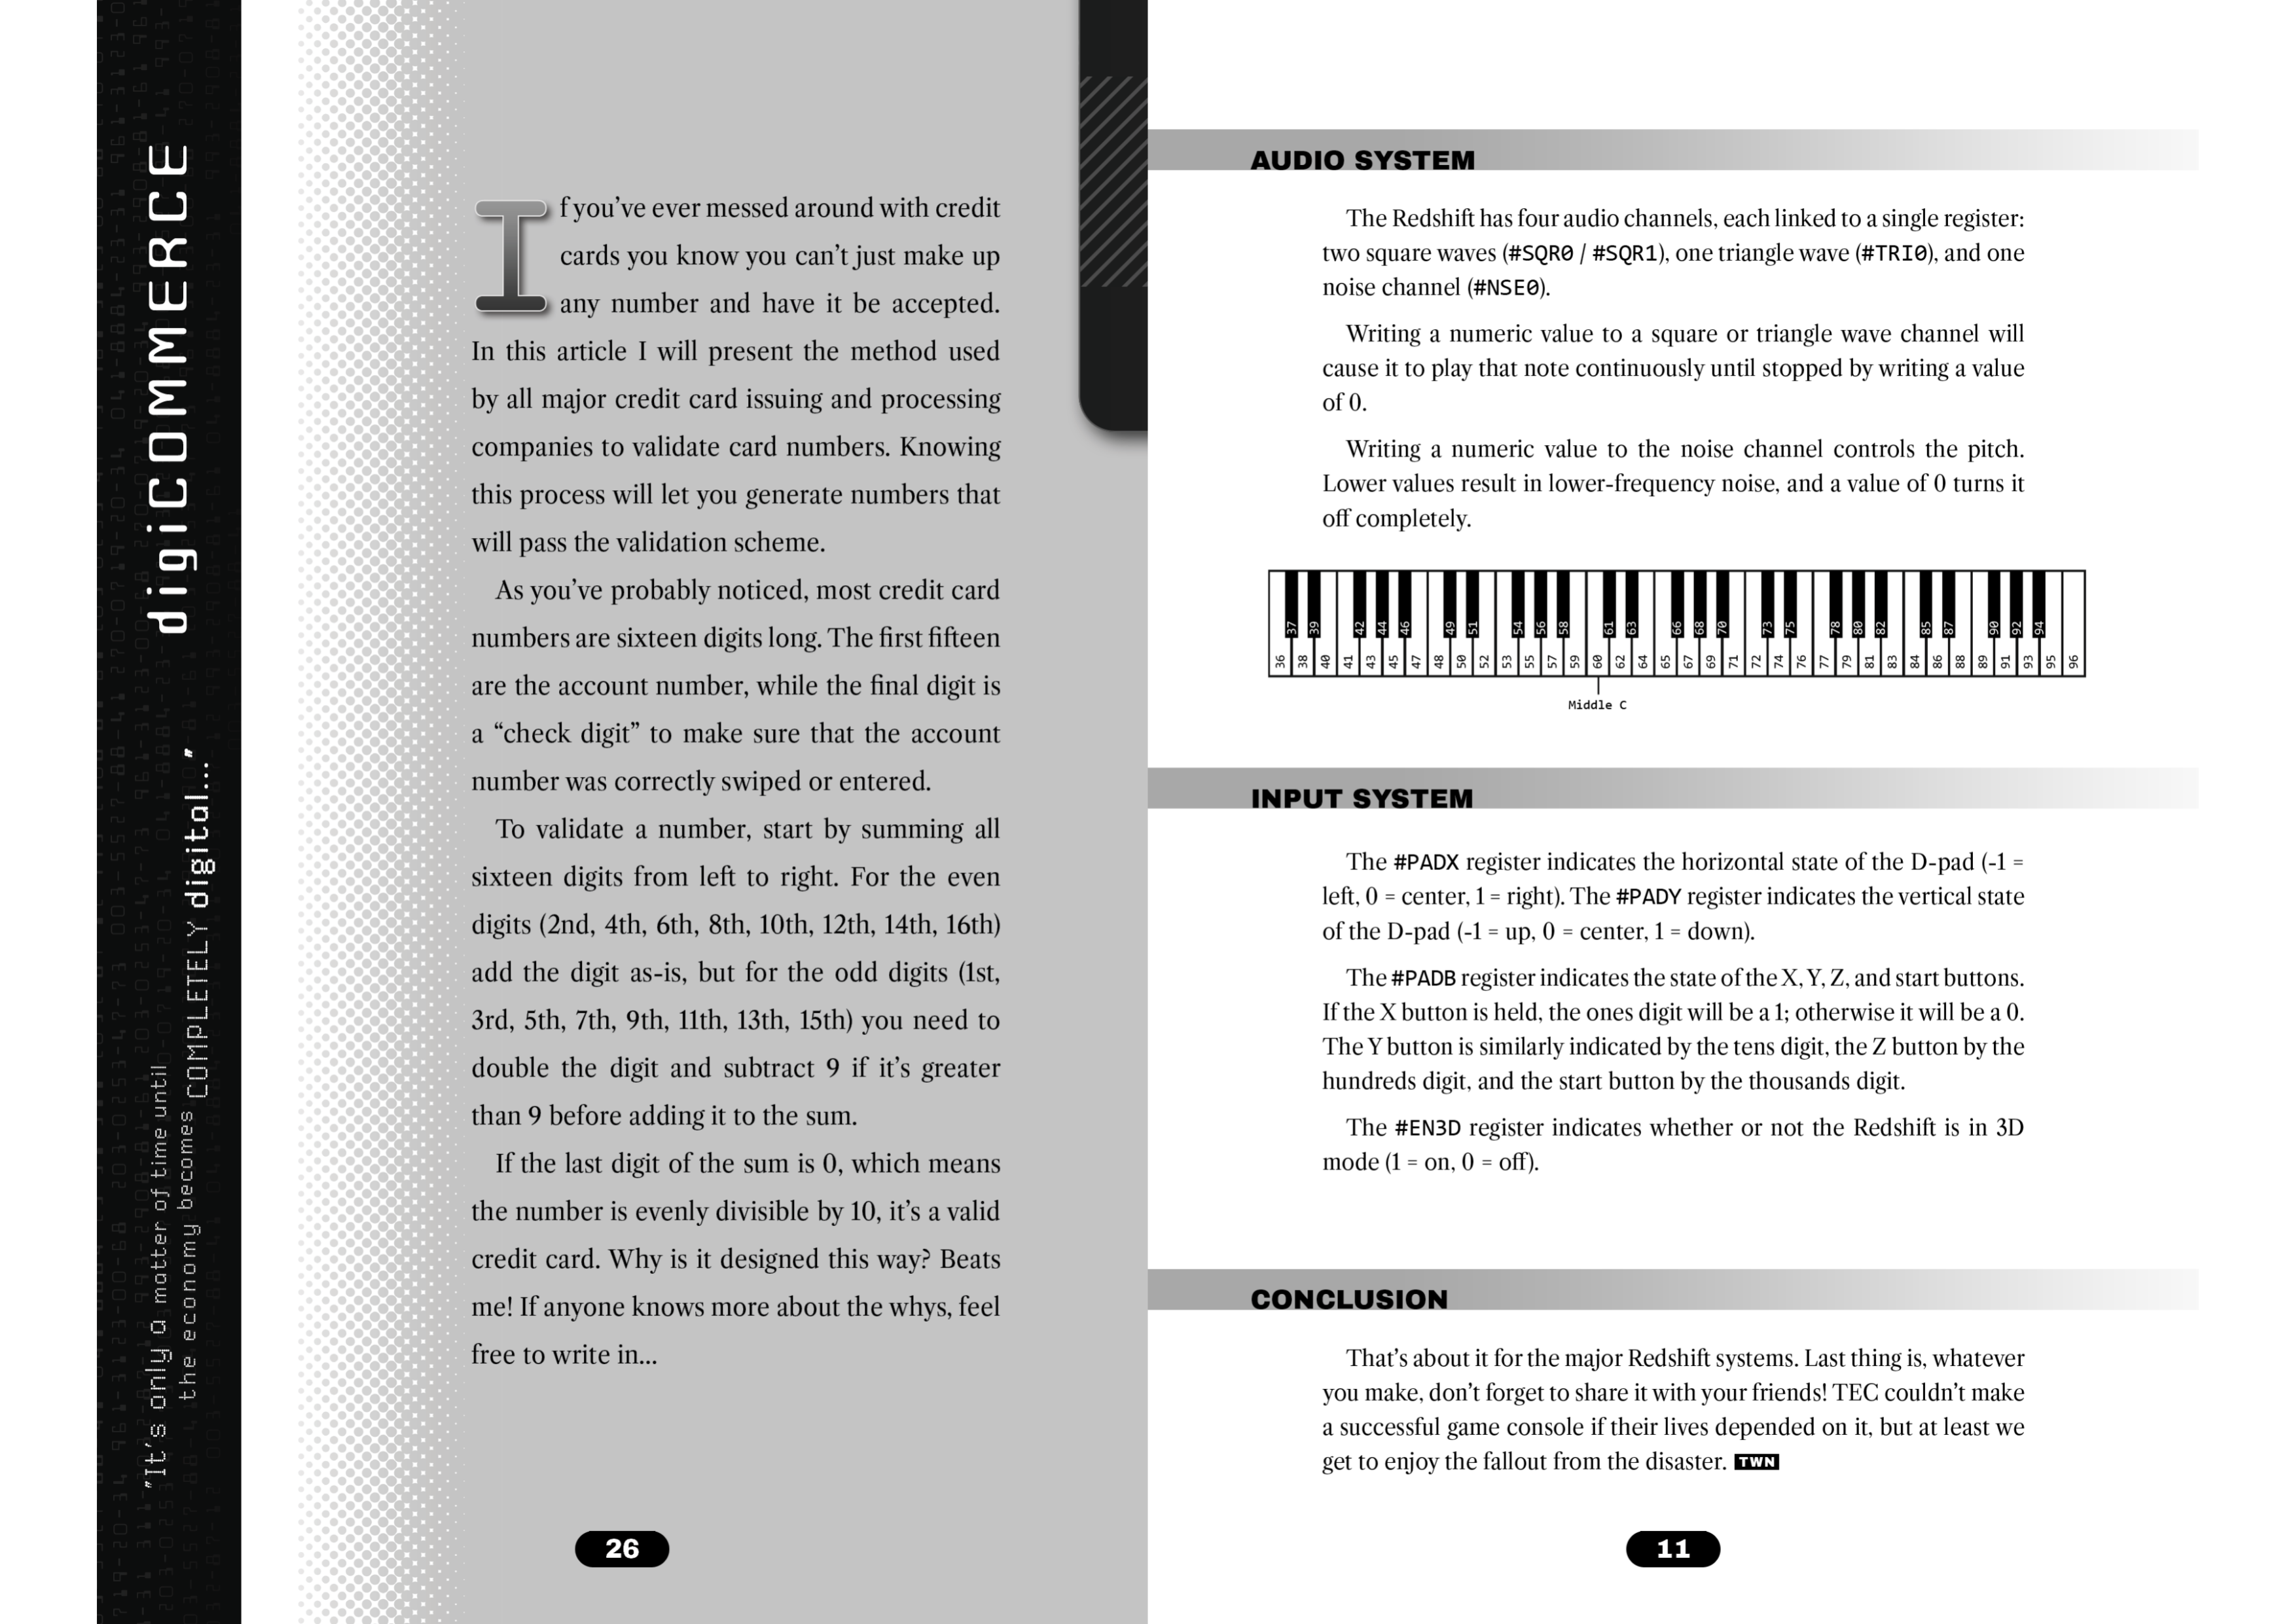 digiCOMMERCE
"It's only a matter of time until
the economy becomes COMPLETELY digital..."
If you've ever messed around with credit
cards you know you can't just make up
any number and have it be accepted.
In this article I will present the method used
by all major credit card issuing and processing
companies to validate card numbers. Knowing
this process will let you generate numbers that
will pass the validation scheme.
As you've probably noticed, most credit card
numbers are sixteen digits long. The first fifteen
are the account number, while the final digit is
a “check digit” to make sure that the account
number was correctly swiped or entered.
To validate a number, start by summing all
sixteen digits from left to right. For the even
digits (2nd, 4th, 6th, 8th, 10th, 12th, 14th, 16th)
add the digit as-is, but for the odd digits (1st,
3rd, 5th, 7th, 9th, 11th, 13th, 15th) you need to
double the digit and subtract 9 if it's greater
than 9 before adding it to the sum.
If the last digit of the sum is 0, which means
the number is evenly divisible by 10, it's a valid
credit card. Why is it designed this way? Beats
me! If anyone knows more about the whys, feel
free to write in...
26
AUDIO SYSTEM
The Redshift has four audio channels, each linked to a single register:
two square waves (#SQR0 / #SQR1), one triangle wave (#TRI0), and one
noise channel (#NSE0).
Writing a numeric value to a square or triangle wave channel will
cause it to play that note continuously until stopped by writing a value
of 0.
Writing a numeric value to the noise channel controls the pitch.
Lower values result in lower-frequency noise, and a value of 0 turns it
off completely.
37 39 42 44 46 49 51 54 56 58 61 63 66 68 70 73 75 78 80 82 85 87 90 92 94
36 38 40 41 43 45 47 48 50 52 53 55 57 59 60 62 64 65 67 69 71 72 74 76 77 79 81 83 84 86 88 89 91 93 95 96
Middle C
INPUT SYSTEM
The #PADX register indicates the horizontal state of the D-pad (-1 =
left, 0 = center, 1 = right). The #PADY register indicates the vertical state
of the D-pad (-1 = up, 0 = center, 1 = down).
The #PADB register indicates the state of the X, Y, Z, and start buttons.
If the X button is held, the ones digit will be a 1; otherwise it will be a 0.
The Y button is similarly indicated by the tens digit, the Z button by the
hundreds digit, and the start button by the thousands digit.
The #EN3D register indicates whether or not the Redshift is in 3D
mode (1 = on, 0 = off).
CONCLUSION
That's about it for the major Redshift systems. Last thing is, whatever
you make, don't forget to share it with your friends! TEC couldn't make
a successful game console if their lives depended on it, but at least we
get to enjoy the fallout from the disaster. TWN
11